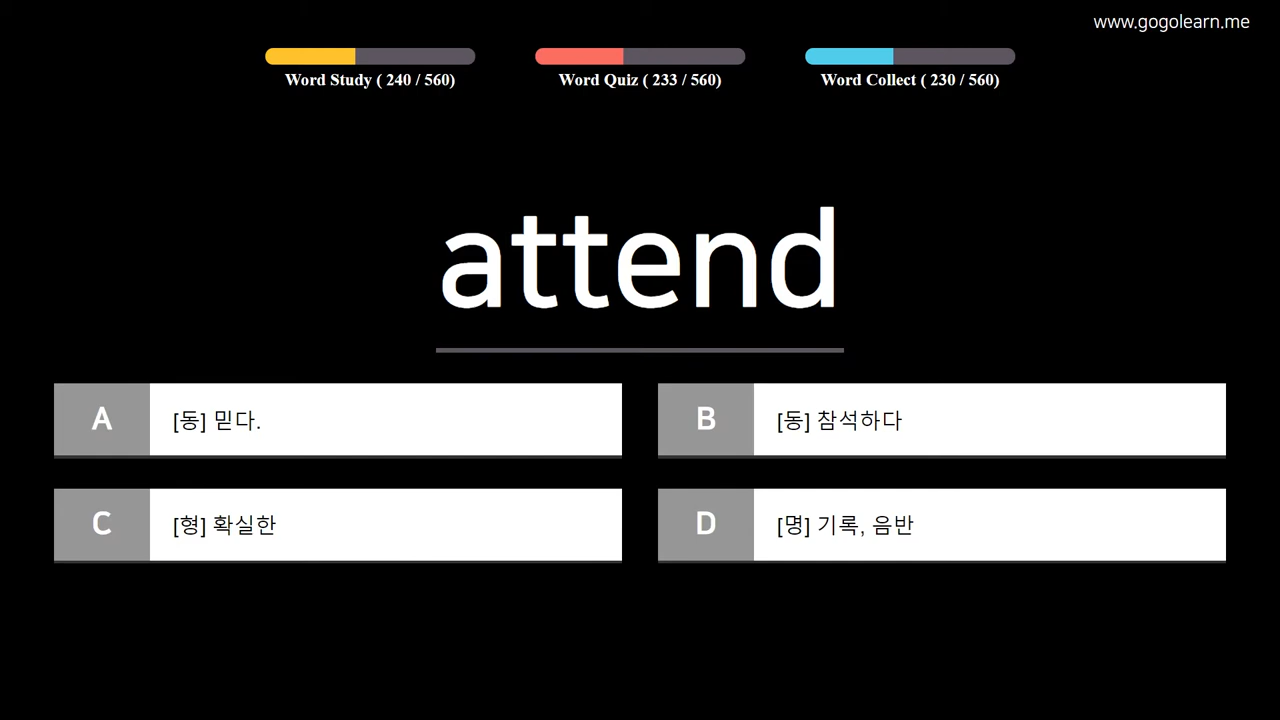 www.gogolearn.me
Word Study ( 240 / 560)
Word Quiz ( 233 / 560)
Word Collect ( 230 / 560)
attend
A [동] 믿다.
B [동] 참석하다
C [형] 확실한
D [명] 기록, 음반